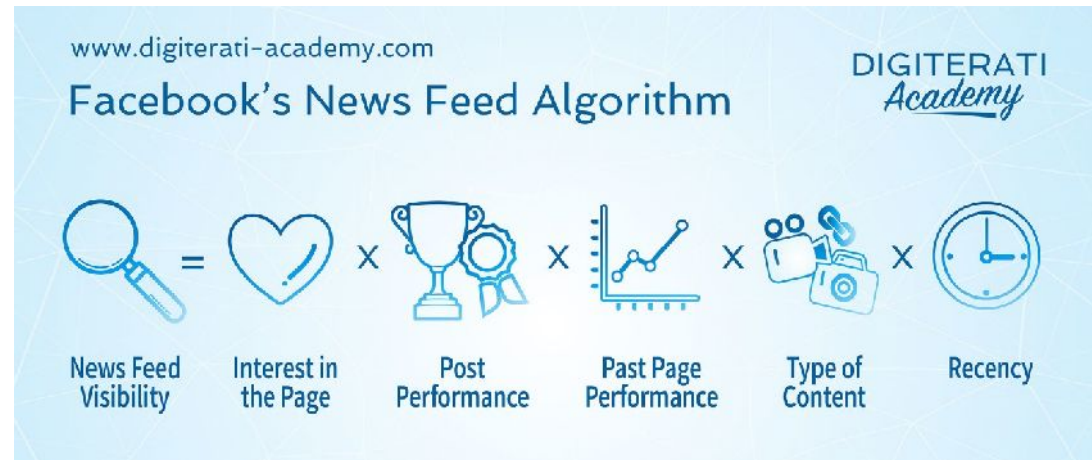 www.digiterati-academy.com
Facebook's News Feed Algorithm
DIGITERATI
Academy
=
x
x
x
x
News Feed
Visibility
Interest in
the Page
Post
Performance
Past Page
Performance
Type of
Content
Recency